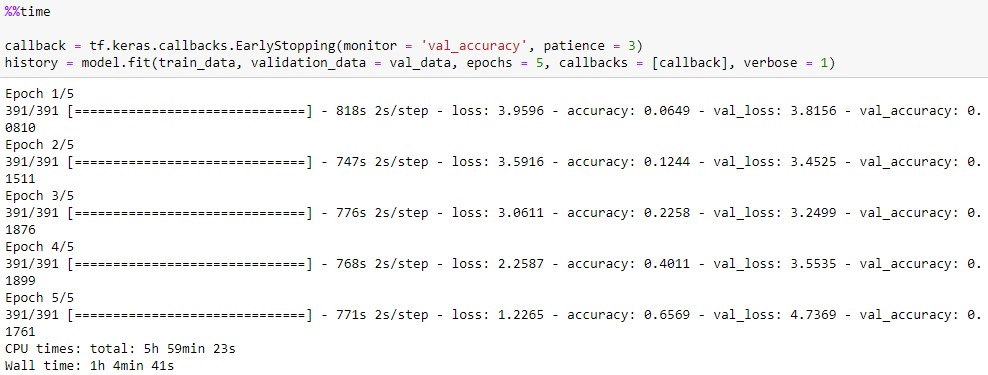 %%time
callback = tf.keras.callbacks.EarlyStopping(monitor = 'val_accuracy', patience = 3)
history = model.fit(train_data, validation_data = val_data, epochs = 5, callbacks = [callback], verbose = 1)
Epoch 1/5
391/391 [==============================] - 818s 2s/step - loss: 3.9596 - accuracy: 0.0649 - val_loss: 3.8156 - val_accuracy: 0.
0810
Epoch 2/5
391/391 [==============================] - 747s 2s/step - loss: 3.5916 - accuracy: 0.1244 - val_loss: 3.4525 - val_accuracy: 0.
1511
Epoch 3/5
391/391 [==============================] - 776s 2s/step - loss: 3.0611 - accuracy: 0.2258 - val_loss: 3.2499 - val_accuracy: 0.
1876
Epoch 4/5
391/391 [==============================] - 768s 2s/step - loss: 2.2587 - accuracy: 0.4011 - val_loss: 3.5535 - val_accuracy: 0.
1899
Epoch 5/5
391/391 [==============================] - 771s 2s/step - loss: 1.2265 - accuracy: 0.6569 - val_loss: 4.7369 - val_accuracy: 0.
1761
CPU times: total: 5h 59min 23s
Wall time: 1h 4min 41s